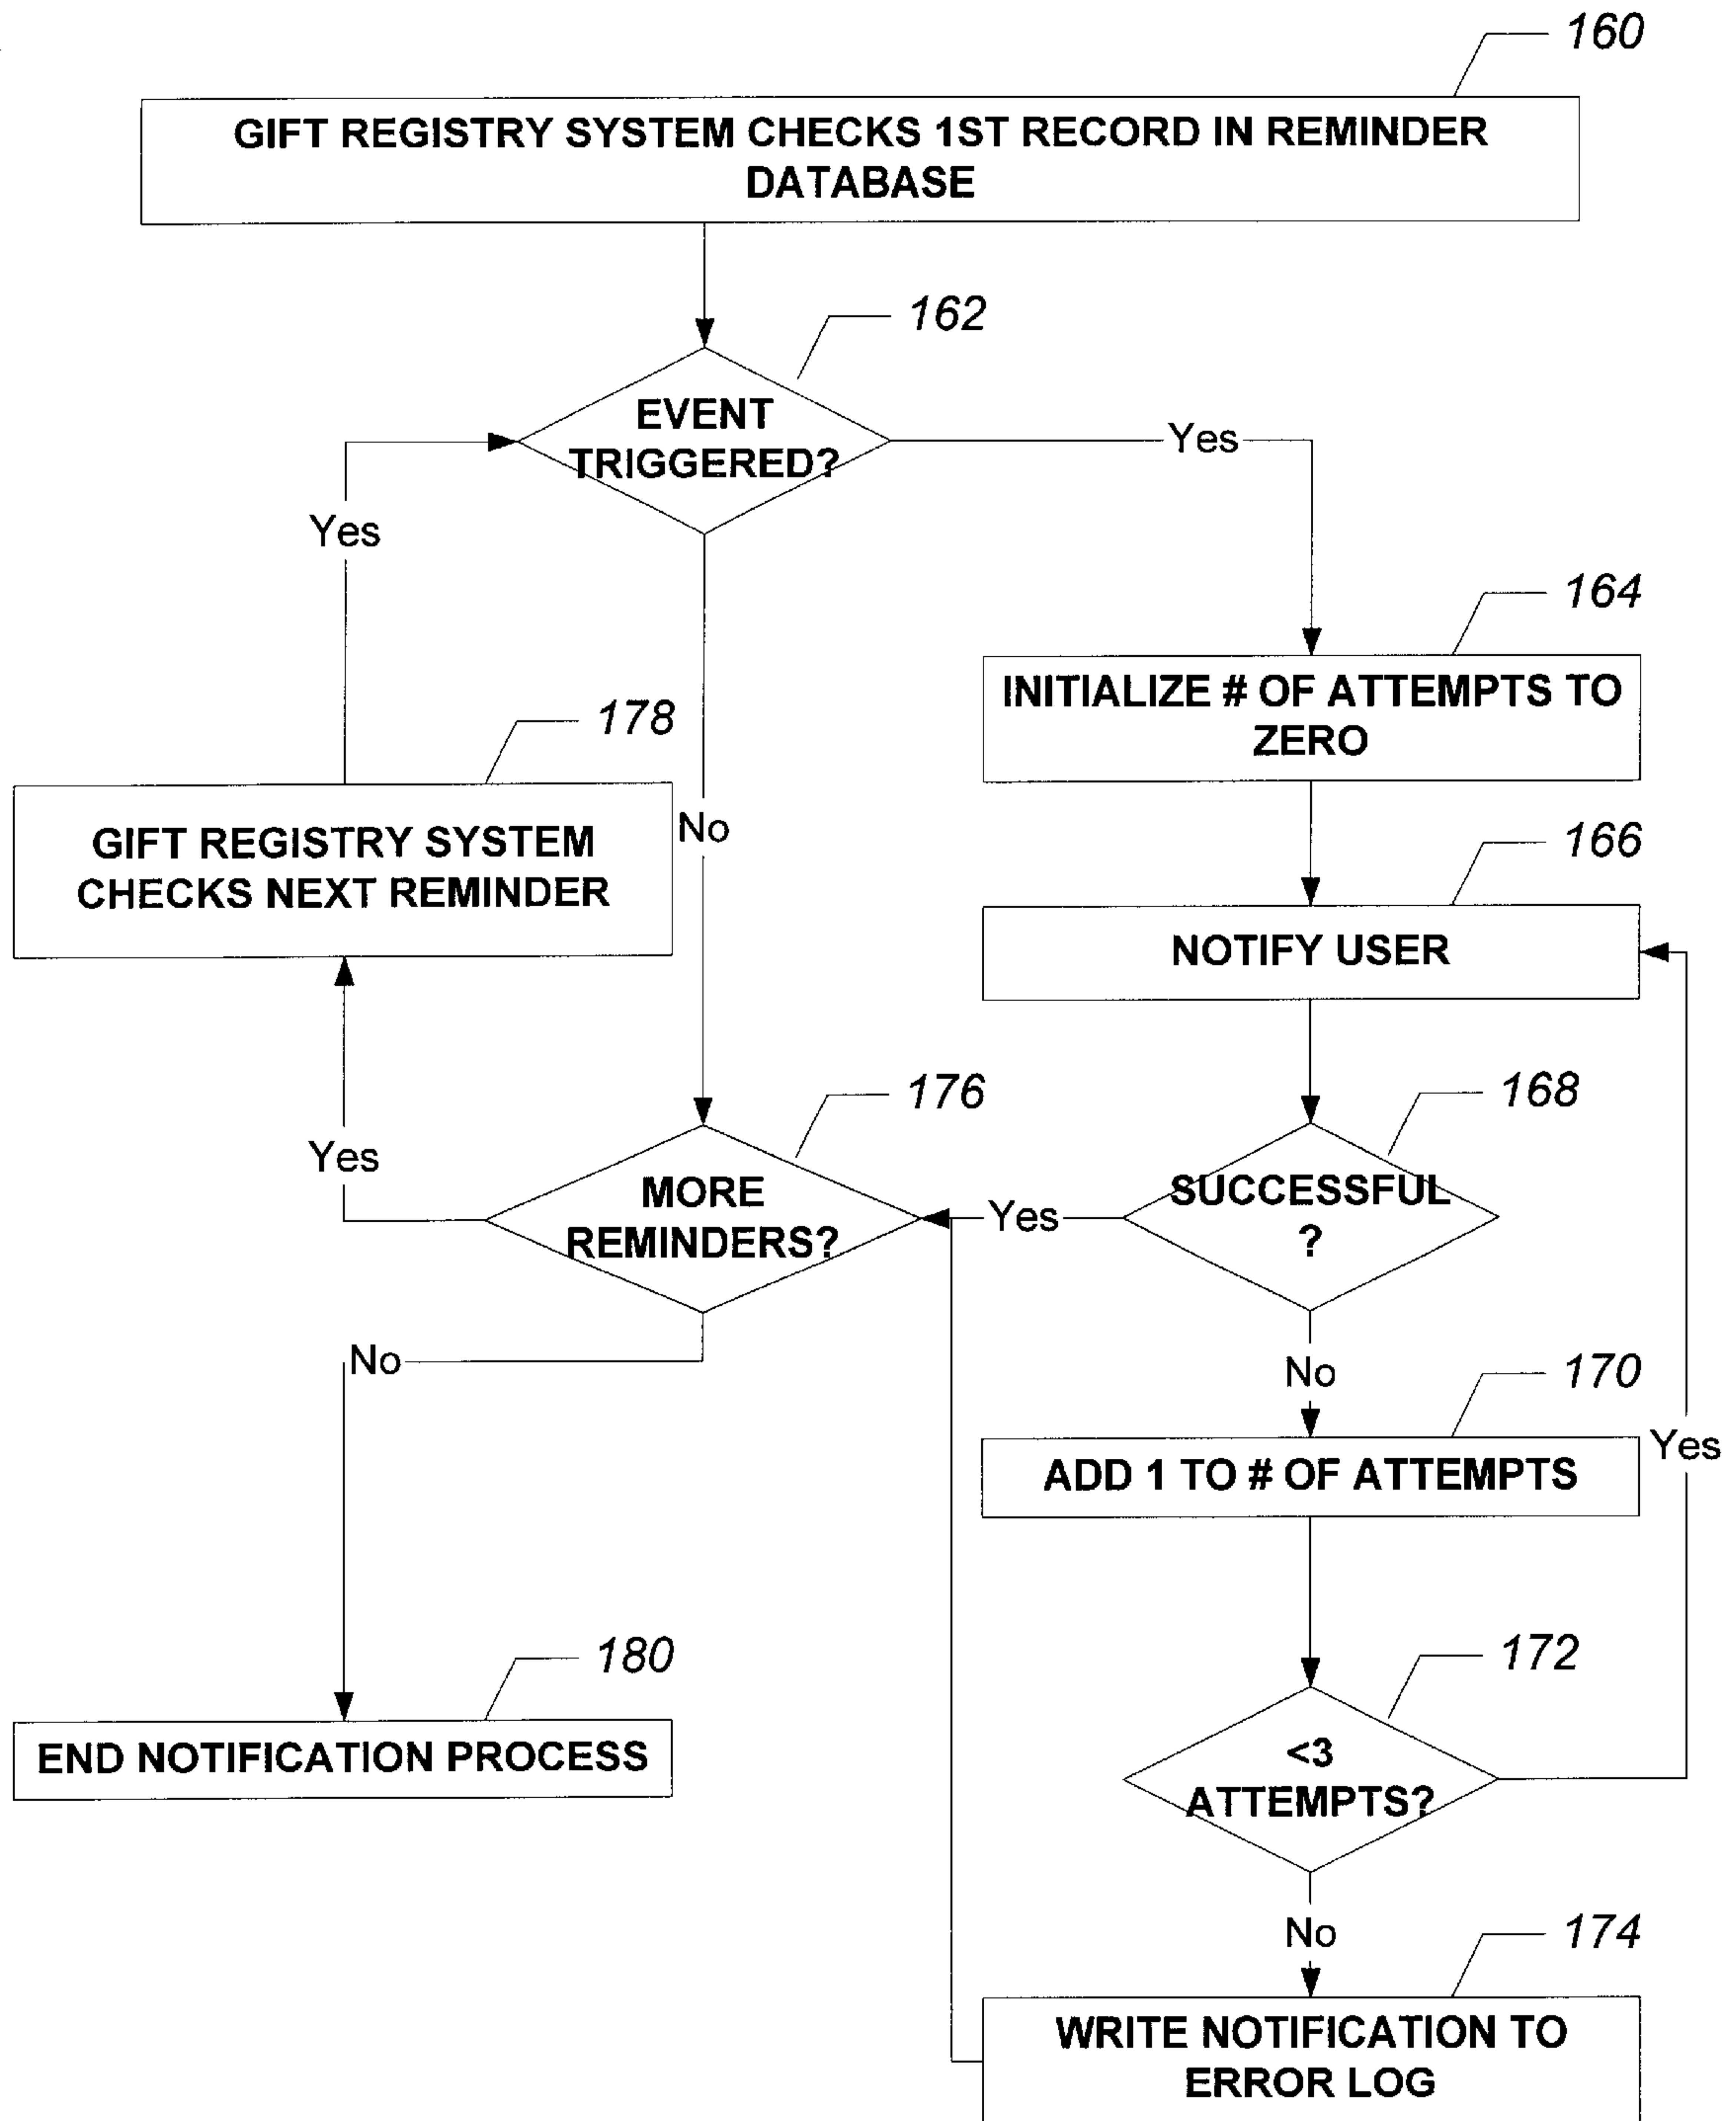 160
GIFT REGISTRY SYSTEM CHECKS 1ST RECORD IN REMINDER
DATABASE
162
EVENT
TRIGGERED?
Yes
Yes
164
INITIALIZE # OF ATTEMPTS TO
ZERO
178
GIFT REGISTRY SYSTEM
CHECKS NEXT REMINDER
No
166
NOTIFY USER
176
MORE
REMINDERS?
Yes
168
SUCCESSFUL
?
Yes
No
No
170
ADD 1 TO # OF ATTEMPTS
Yes
180
END NOTIFICATION PROCESS
172
<3
ATTEMPTS?
No
174
WRITE NOTIFICATION TO
ERROR LOG